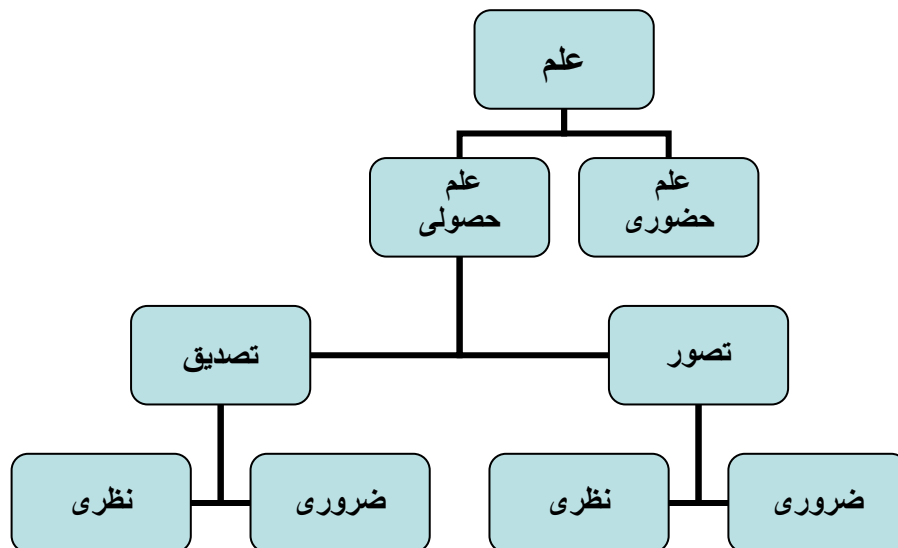 علم
علم
حضوری
علم
حصولی
تصور
تصدیق
ضروری
نظری
ضروری
نظری